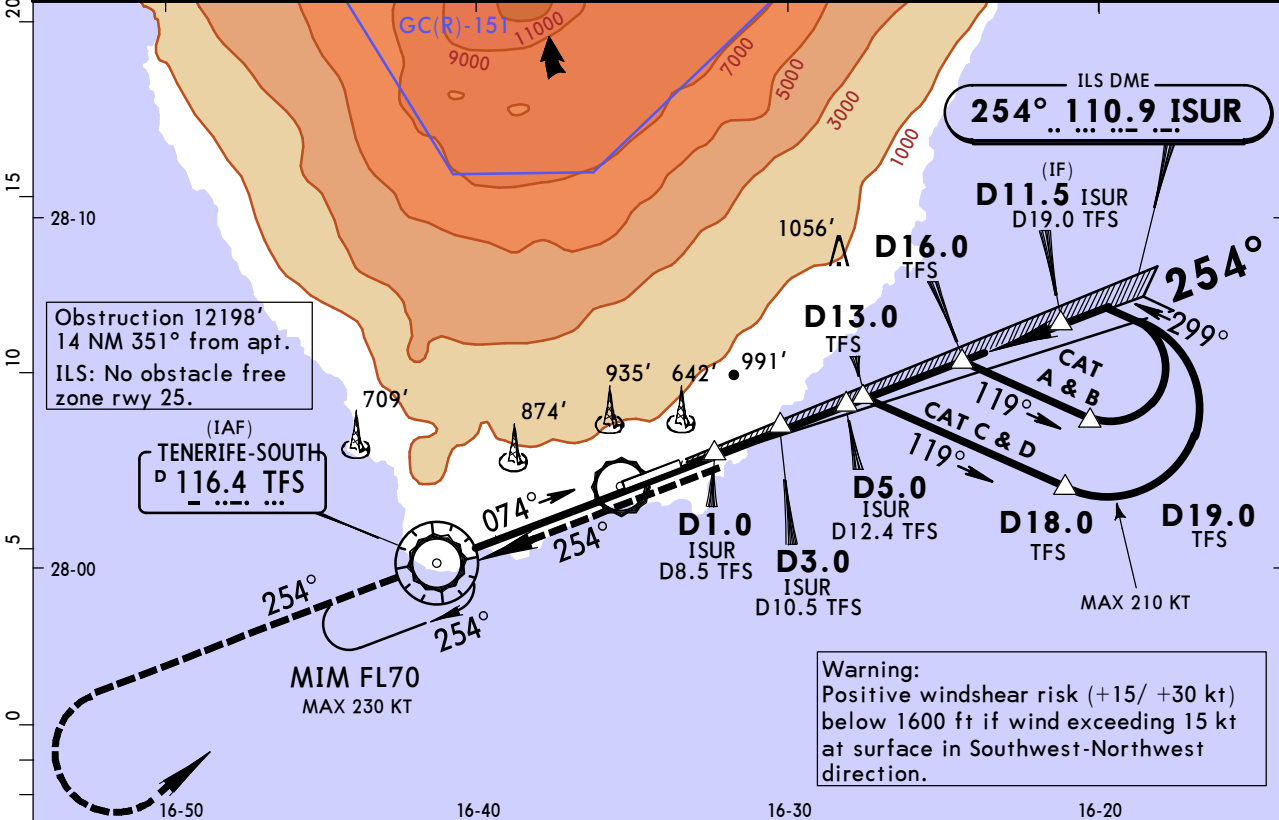 20
GC(R)-151
11000
9000
7000
5000
3000
1000
ILS DME
254° 110.9 ISUR
15
28-10
(IF)
D11.5 ISUR
D19.0 TFS
1056'
D16.0
TFS
254°
299°
Obstruction 12198'
14 NM 351° from apt.
ILS: No obstacle free
zone rwy 25.
D13.0
TFS
10
991'
935'
642'
709'
874'
CAT
A & B
119°
CAT C & D
119°
(IAF)
TENERIFE-SOUTH
D 116.4 TFS
074°
254°
D1.0
ISUR
D8.5 TFS
D3.0
ISUR
D10.5 TFS
D5.0
ISUR
D12.4 TFS
D18.0
TFS
D19.0
TFS
5
28-00
MAX 210 KT
254°
254°
MIM FL70
MAX 230 KT
Warning:
Positive windshear risk (+15/ +30 kt)
below 1600 ft if wind exceeding 15 kt
at surface in Southwest-Northwest
direction.
0
16-50
16-40
16-30
16-20